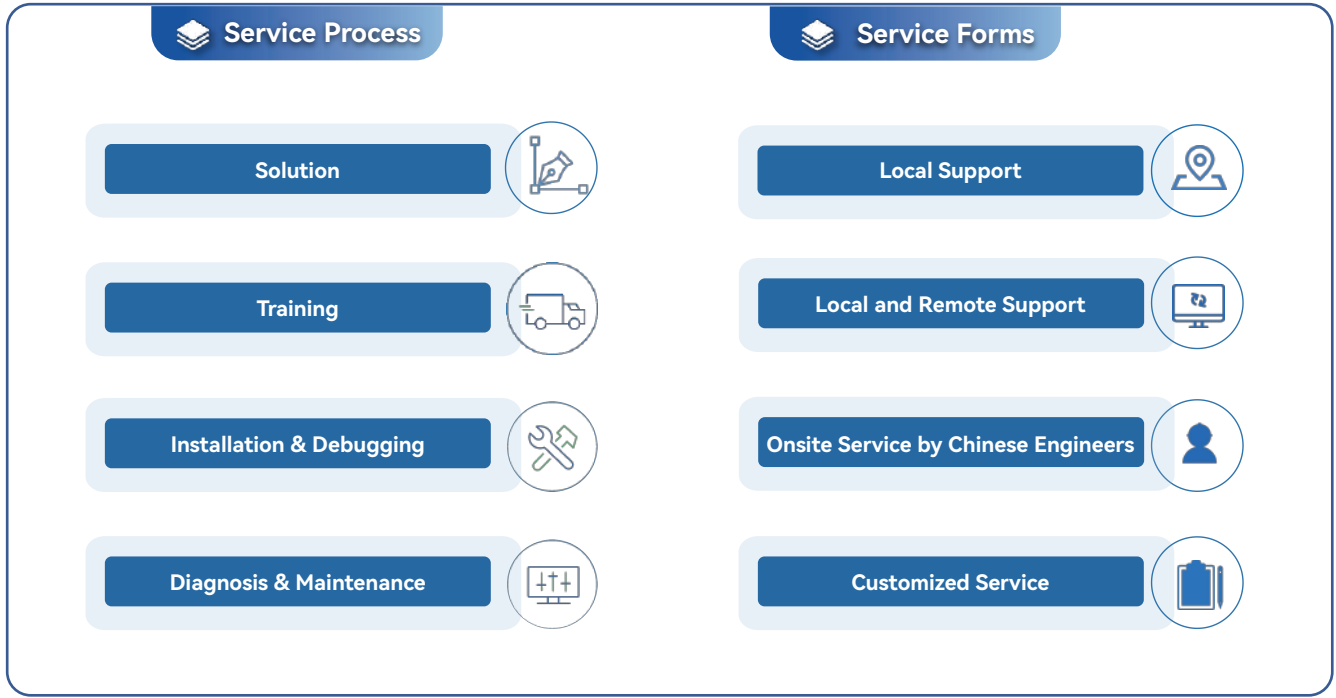 Service Process
Solution
Training
Installation & Debugging
Diagnosis & Maintenance
Service Forms
Local Support
Local and Remote Support
Onsite Service by Chinese Engineers
Customized Service